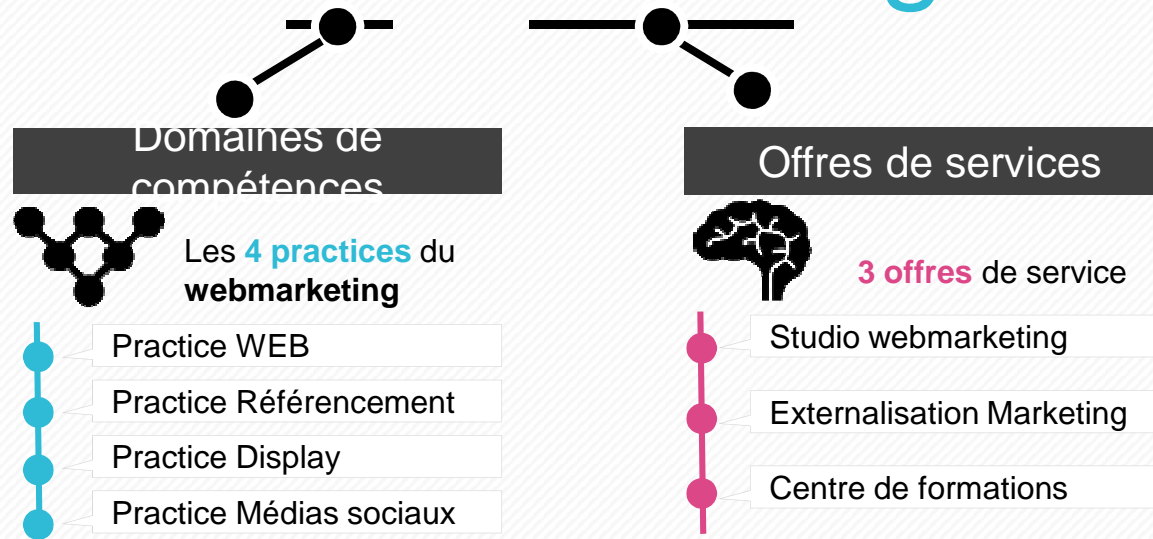 Domaines de
compétences
Les 4 practices du
webmarketing
Practice WEB
Practice Référencement
Practice Display
Practice Médias sociaux
Offres de services
3 offres de service
Studio webmarketing
Externalisation Marketing
Centre de formations